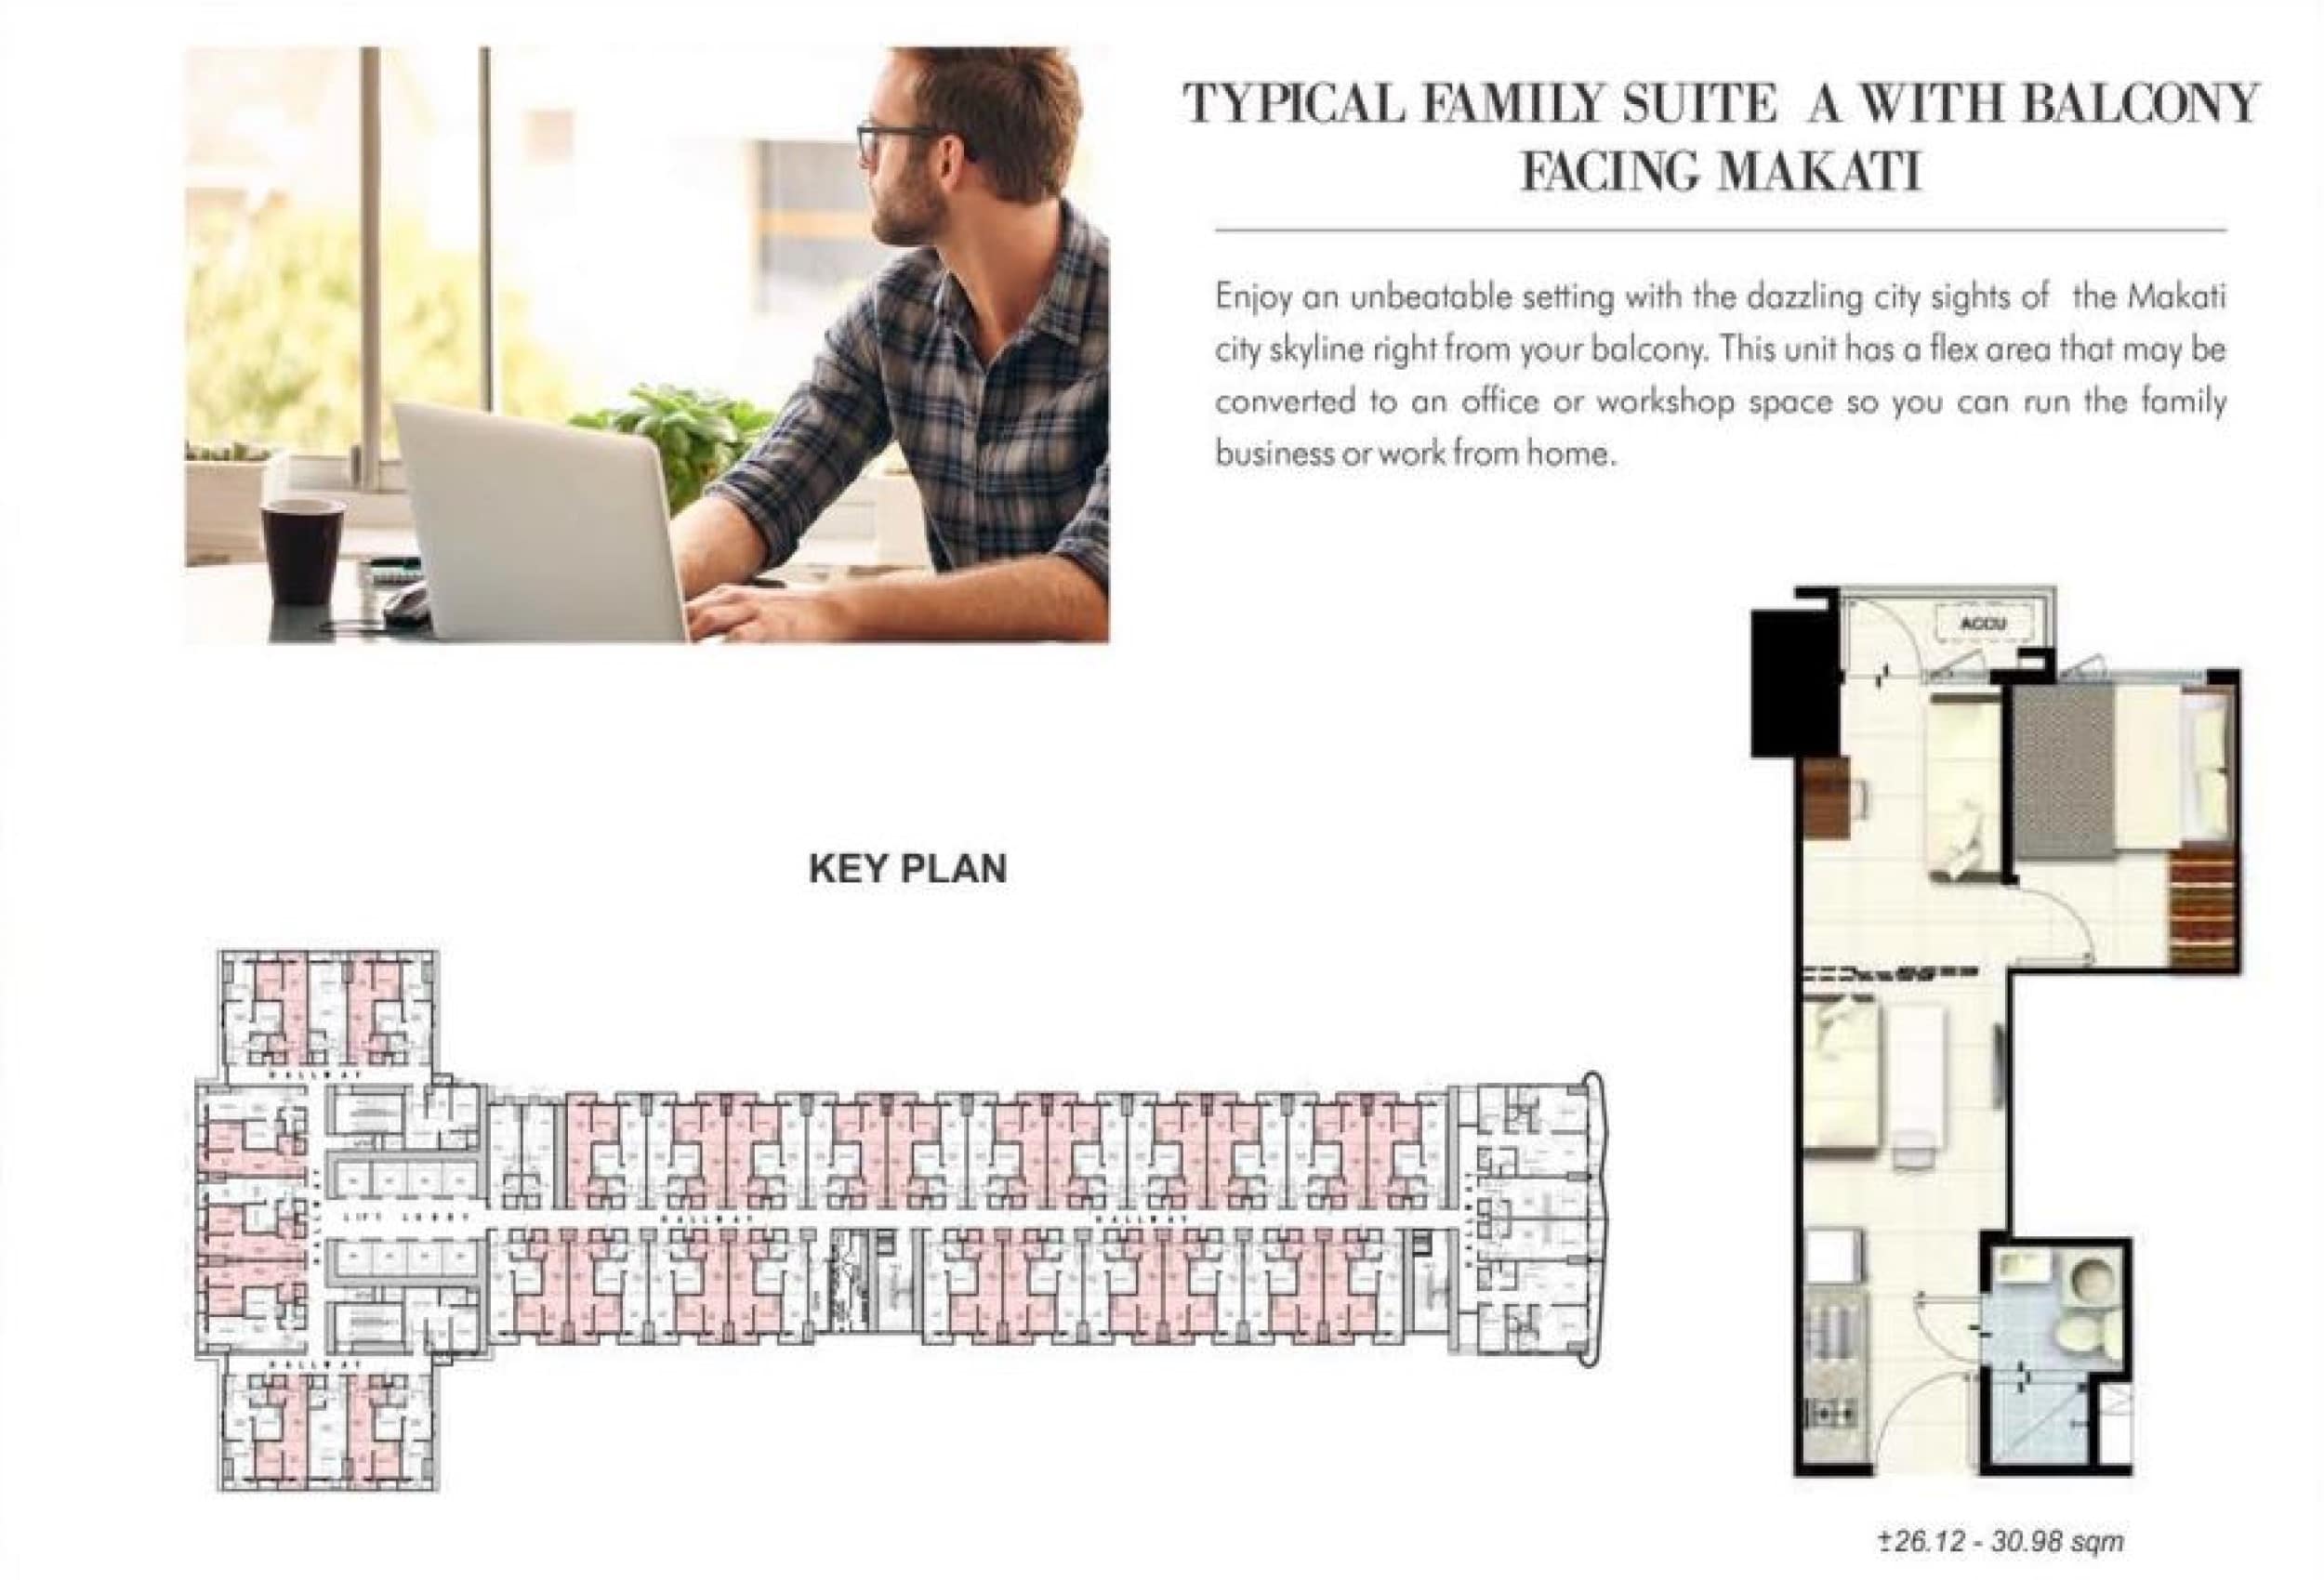 TYPICAL FAMILY SUITE A WITH BALCONY
FACING MAKATI
Enjoy an unbeatable setting with the dazzling city sights of the Makati
city skyline right from your balcony. This unit has a flex area that may be
converted to an office or workshop space so you can run the family
business or work from home.
ACCU
KEY PLAN
HALLWAY
HALLWAY
LIFT LOBBY
HALLWAY
HALLWAY
HALLWAY
HALLWAY
±26.12 - 30.98 sqm